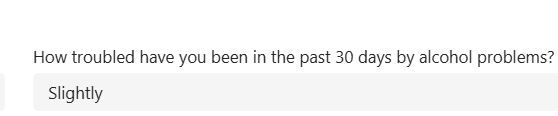 How troubled have you been in the past 30 days by alcohol problems?
Slightly